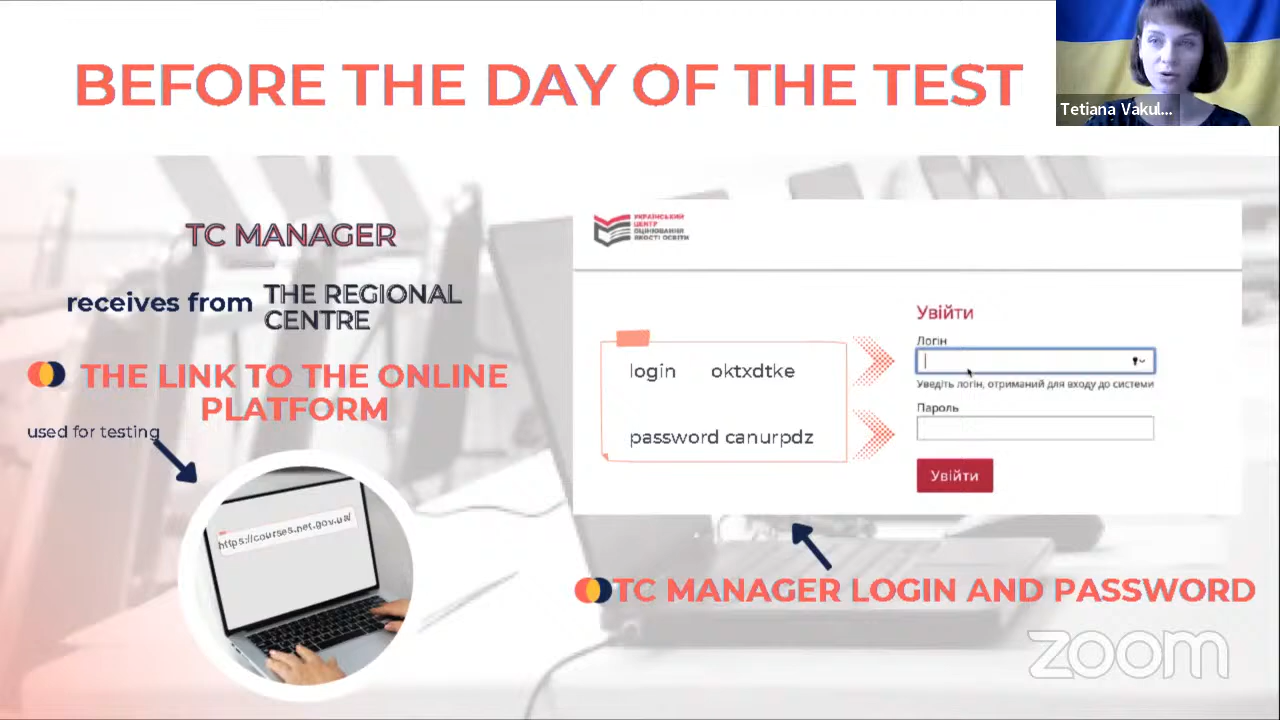 BEFORE THE DAY OF THE TEST
Tetiana Vakul...
TC MANAGER
receives from
THE REGIONAL
CENTRE
THE LINK TO THE ONLINE
PLATFORM
used for testing
https://courses.net.gov.ua/
УКРАЇНСЬКИЙ
ЦЕНТР
ОЦІНЮВАННЯ
ЯКОСТІ ОСВІТИ
login oktxdtke
password canurpdz
Увійти
Логін
Уведіть логін, отриманий для входу до системи
Пароль
Увійти
TC MANAGER LOGIN AND PASSWORD
zoom